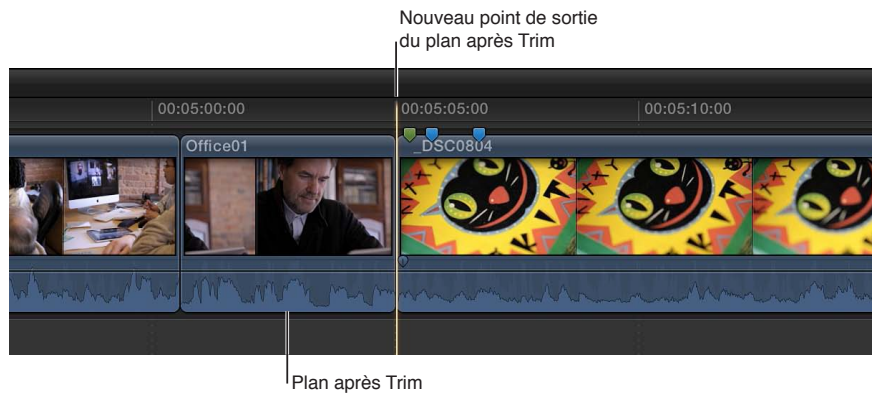 Nouveau point de sortie
du plan après Trim
00:05:00:00
00:05:05:00
00:05:10:00
Office01
_DSC0804
KIT
Plan après Trim